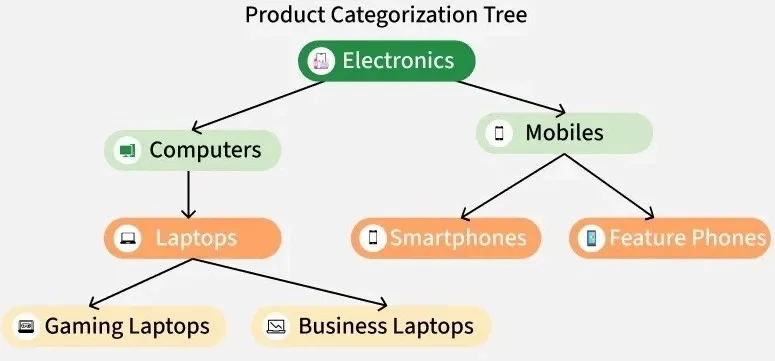 Product Categorization Tree
Electronics
Computers
Mobiles
Laptops
Smartphones
Feature Phones
Gaming Laptops
Business Laptops